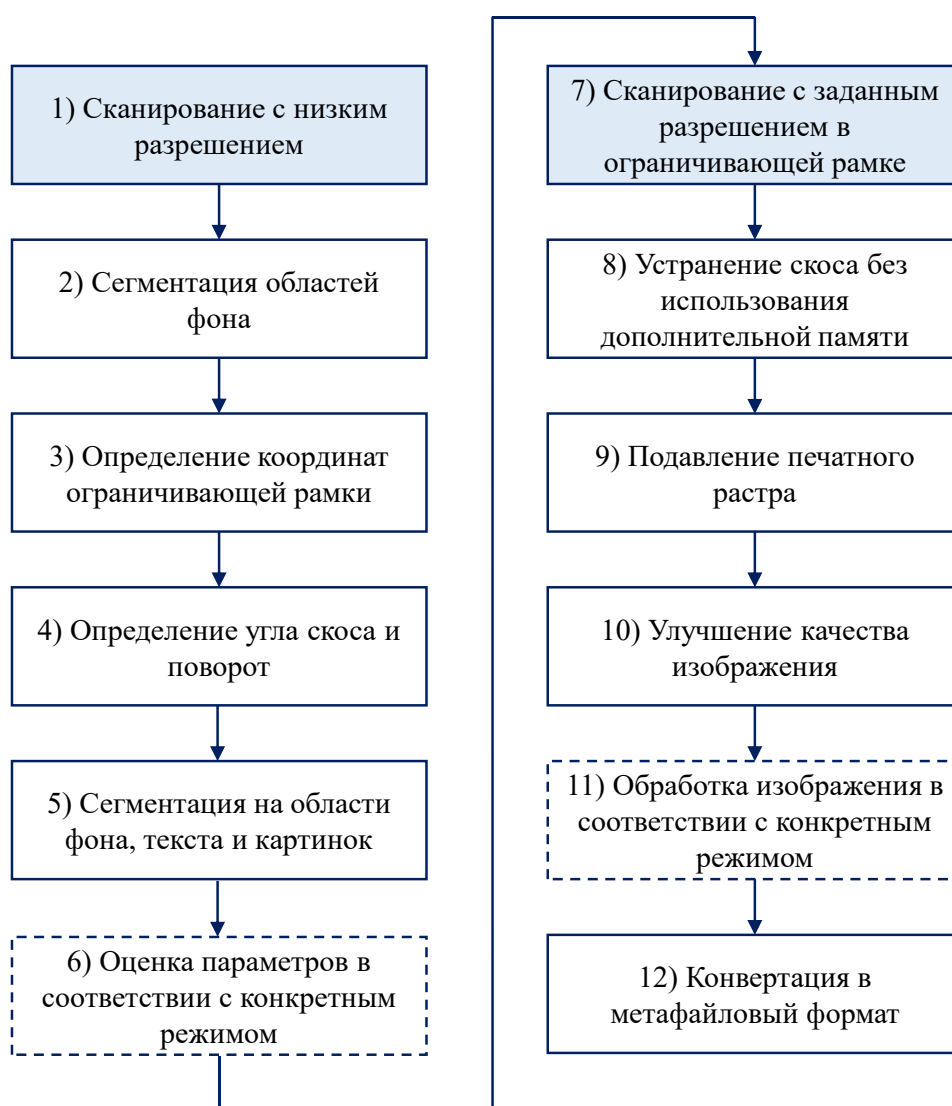 1) Сканирование с низким
разрешением
2) Сегментация областей
фона
3) Определение координат
ограничивающей рамки
4) Определение угла скоса и
поворот
5) Сегментация на области
фона, текста и картинок
6) Оценка параметров в
соответствии с конкретным
режимом
7) Сканирование с заданным
разрешением в
ограничивающей рамке
8) Устранение скоса без
использования
дополнительной памяти
9) Подавление печатного
растра
10) Улучшение качества
изображения
11) Обработка изображения в
соответствии с конкретным
режимом
12) Конвертация в
метафайловый формат